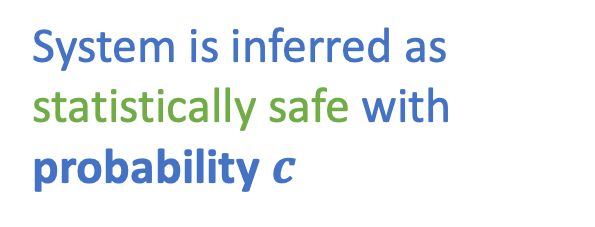 System is inferred as
statistically safe with
probability c